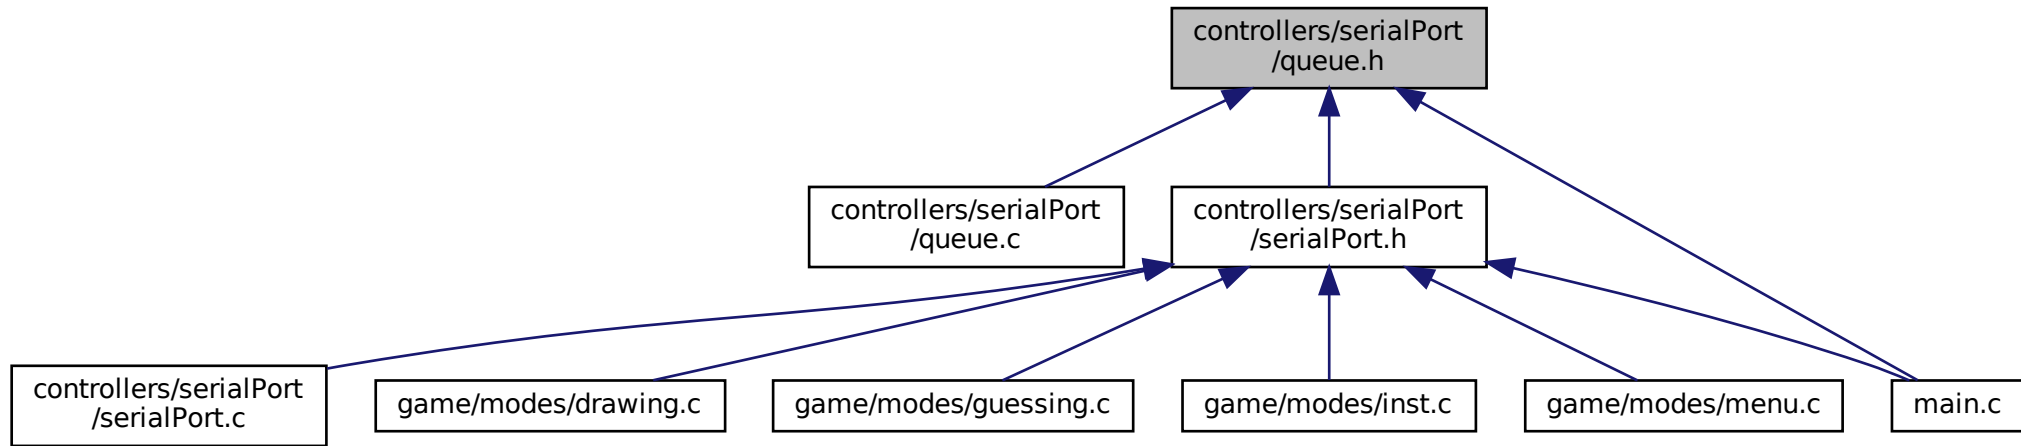 controllers/serialPort
/queue.h
controllers/serialPort
/queue.c
controllers/serialPort
/serialPort.h
controllers/serialPort
/serialPort.c
game/modes/drawing.c
game/modes/guessing.c
game/modes/inst.c
game/modes/menu.c
main.c